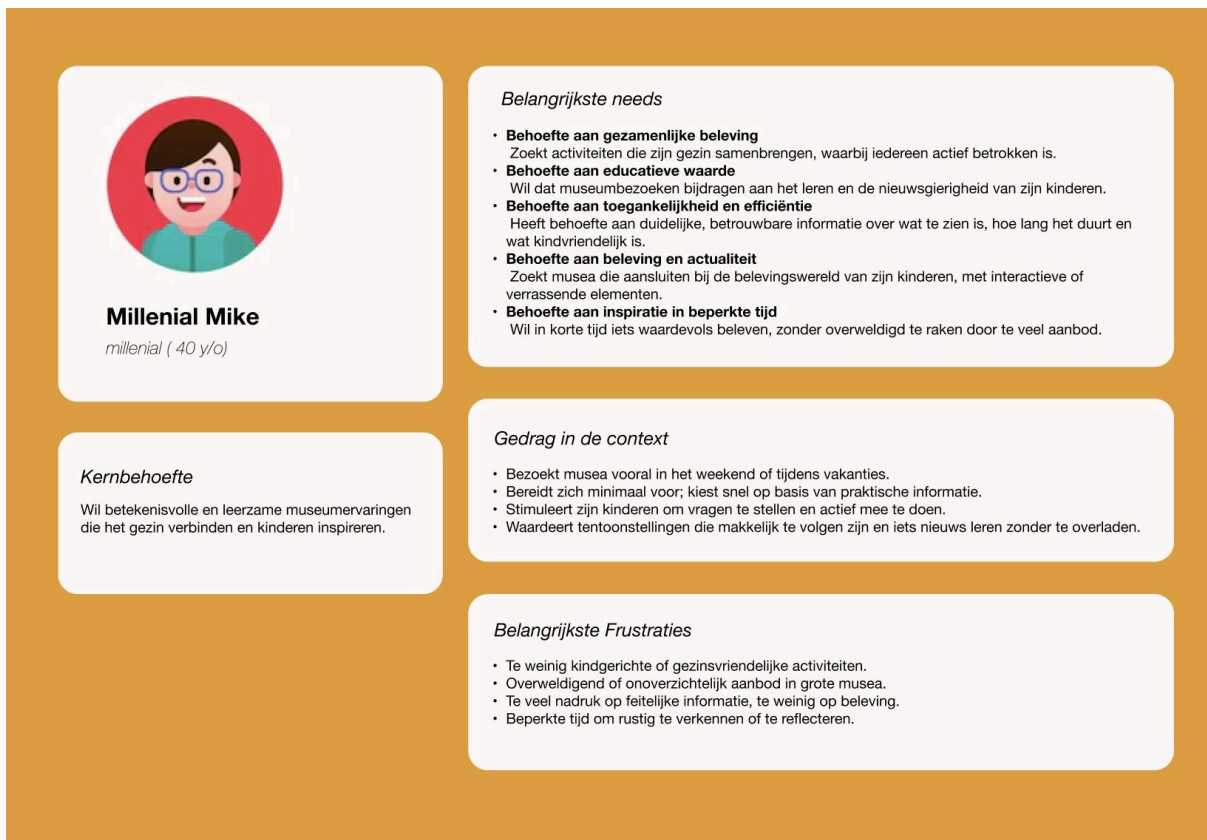 Millenial Mike
millenial ( 40 y/o)
Kernbehoefte
Wil betekenisvolle en leerzame museumervaringen
die het gezin verbinden en kinderen inspireren.
Belangrijkste needs
• Behoefte aan gezamenlijke beleving
Zoekt activiteiten die zijn gezin samenbrengen, waarbij iedereen actief betrokken is.
• Behoefte aan educatieve waarde
Wil dat museumbezoeken bijdragen aan het leren en de nieuwsgierigheid van zijn kinderen.
• Behoefte aan toegankelijkheid en efficiëntie
Heeft behoefte aan duidelijke, betrouwbare informatie over wat te zien is, hoe lang het duurt en
wat kindvriendelijk is.
• Behoefte aan beleving en actualiteit
Zoekt musea die aansluiten bij de belevingswereld van zijn kinderen, met interactieve of
verrassende elementen.
• Behoefte aan inspiratie in beperkte tijd
Wil in korte tijd iets waardevols beleven, zonder overweldigd te raken door te veel aanbod.
Gedrag in de context
• Bezoekt musea vooral in het weekend of tijdens vakanties.
• Bereidt zich minimaal voor; kiest snel op basis van praktische informatie.
• Stimuleert zijn kinderen om vragen te stellen en actief mee te doen.
• Waardeert tentoonstellingen die makkelijk te volgen zijn en iets nieuws leren zonder te overladen.
Belangrijkste Frustraties
• Te weinig kindgerichte of gezinsvriendelijke activiteiten.
• Overweldigend of onoverzichtelijk aanbod in grote musea.
• Te veel nadruk op feitelijke informatie, te weinig op beleving.
• Beperkte tijd om rustig te verkennen of te reflecteren.